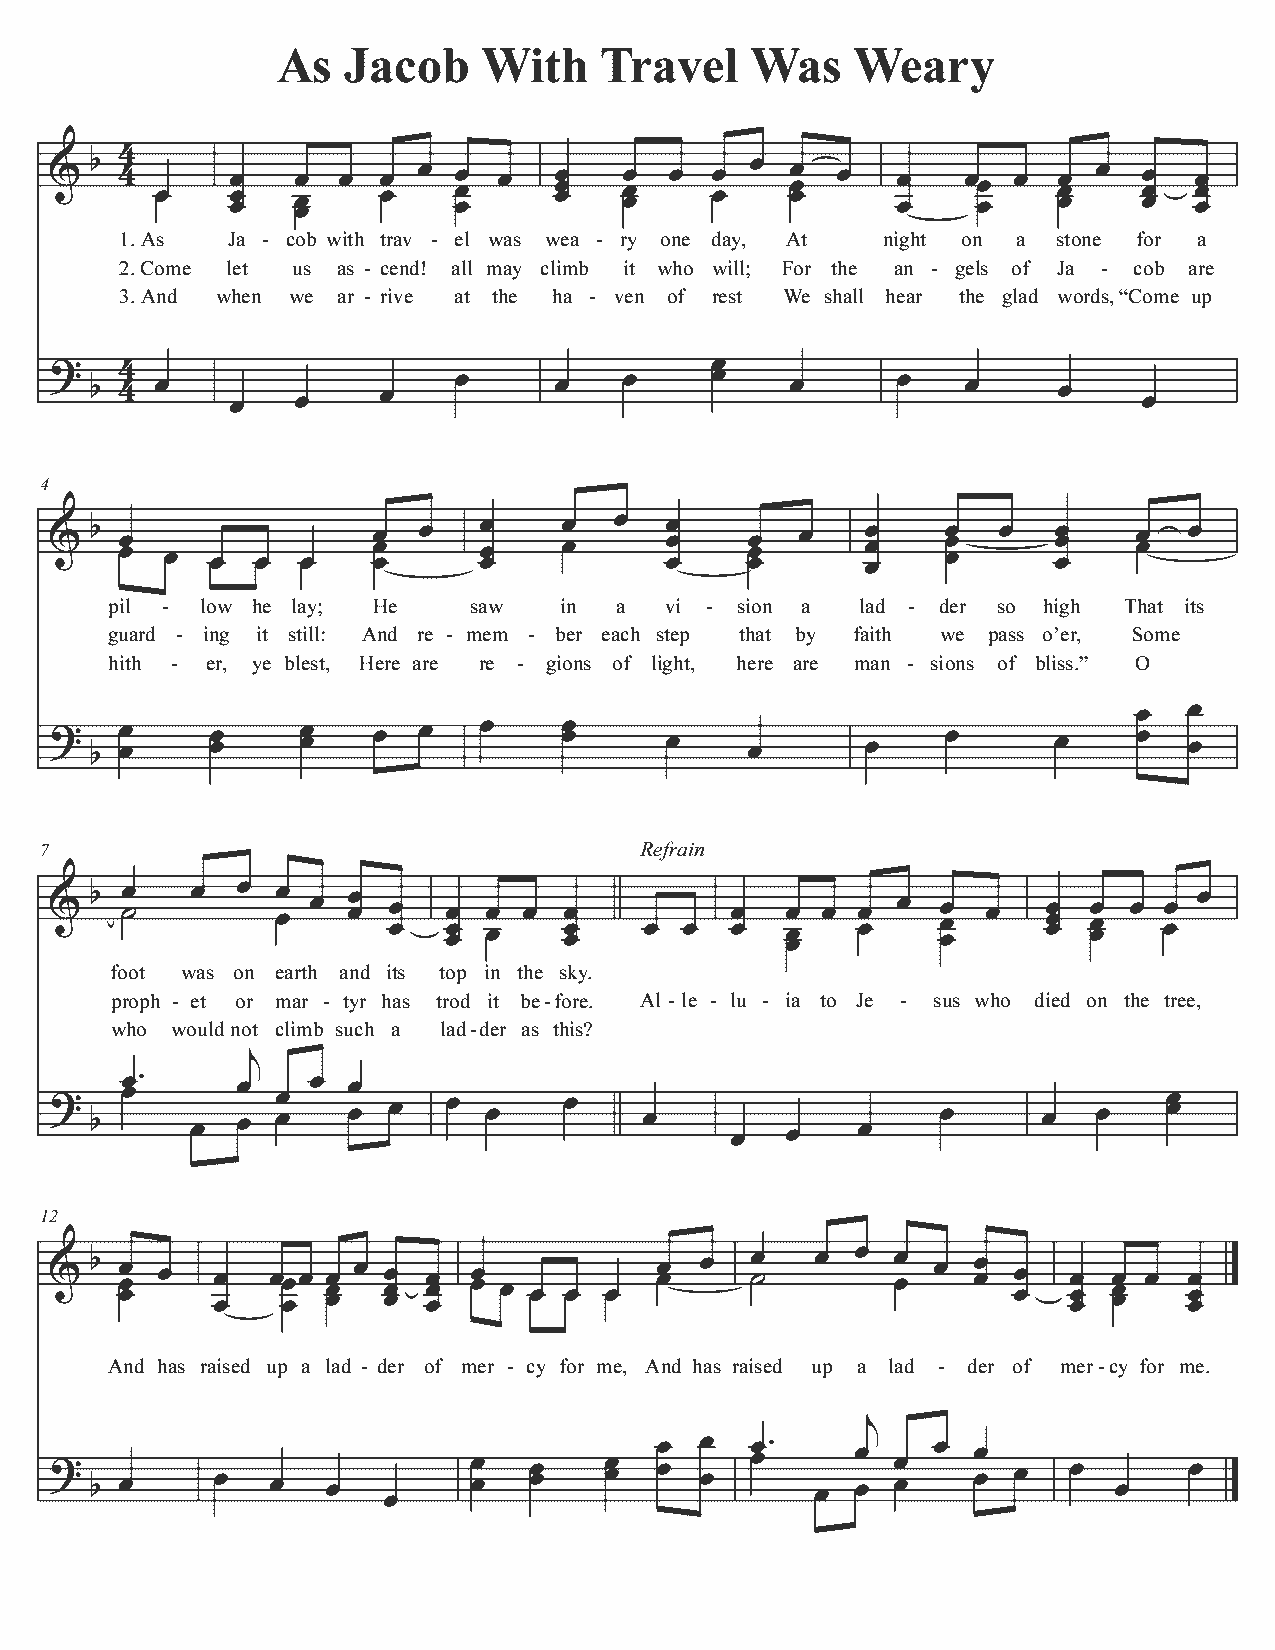 As Jacob With Travel Was Weary
1. As Ja - cob with trav - el was wea - ry one day, At night on a stone for a
2. Come let us as - cend! all may climb it who will; For the an - gels of Ja - cob are
3. And when we ar - rive at the ha - ven of rest We shall hear the glad words, “Come up
4
pil - low he lay; He saw in a vi - sion a lad - der so high That its
guard - ing it still: And re - mem - ber each step that by faith we pass o’er, Some
hith - er, ye blest, Here are re - gions of light, here are man - sions of bliss.” O
7
Refrain
foot was on earth and its top in the sky.
proph - et or mar - tyr has trod it be - fore. Al - le - lu - ia to Je - sus who died on the tree,
who would not climb such a lad - der as this?
12
And has raised up a lad - der of mer - cy for me, And has raised up a lad - der of mer - cy for me.